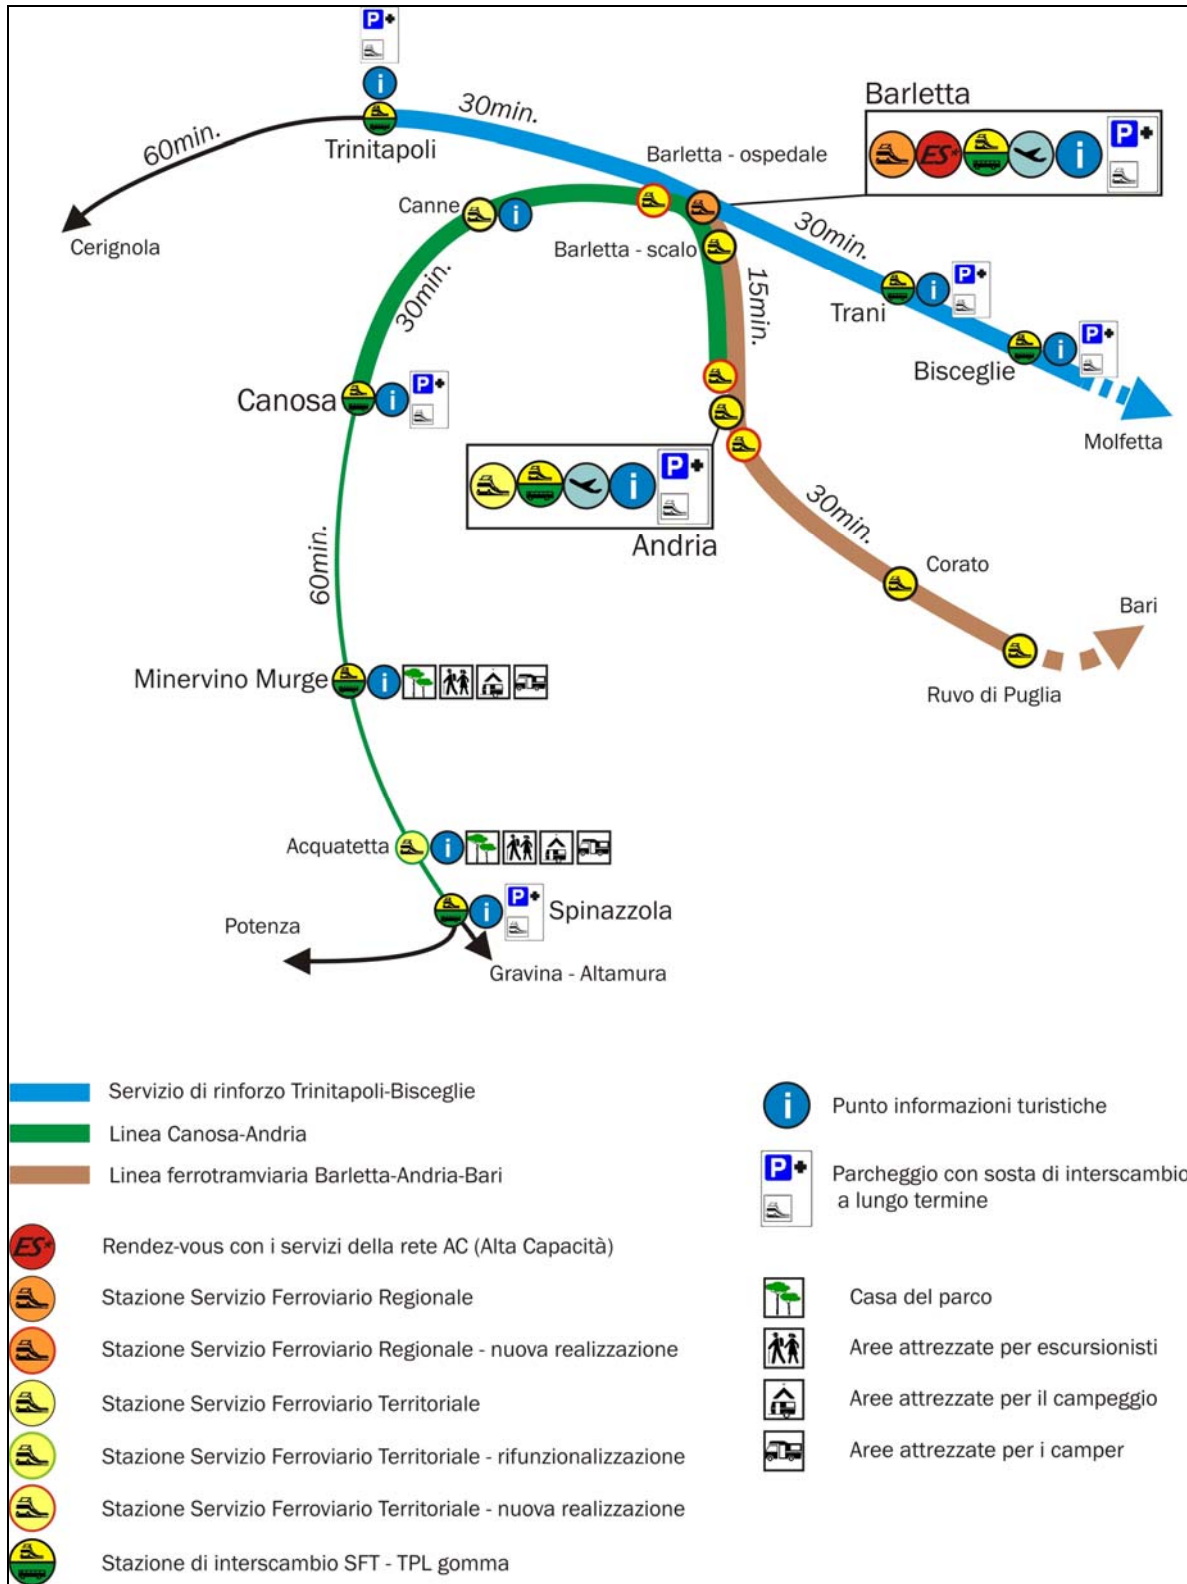 P+
i
30min.
60min.
Trinitapoli
Cerignola
Barletta
ES*
i
P+
Barletta - ospedale
Canne
i
Barletta - scalo
30min.
15min.
30min.
Trani
i
P+
Bisceglie
i
P+
Molfetta
Canosa
i
P+
i
P+
Andria
30min.
60min.
Corato
Bari
Ruvo di Puglia
Minervino Murge
i
Acquatetta
i
i
P+
Spinazzola
Potenza
Gravina - Altamura
Servizio di rinforzo Trinitapoli-Bisceglie
Linea Canosa-Andria
Linea ferrotramviaria Barletta-Andria-Bari
ES*
Rendez-vous con i servizi della rete AC (Alta Capacità)
Stazione Servizio Ferroviario Regionale
Stazione Servizio Ferroviario Regionale - nuova realizzazione
Stazione Servizio Ferroviario Territoriale
Stazione Servizio Ferroviario Territoriale - rifunzionalizzazione
Stazione Servizio Ferroviario Territoriale - nuova realizzazione
Stazione di interscambio SFT - TPL gomma
i
Punto informazioni turistiche
P+
Parcheggio con sosta di interscambio
a lungo termine
Casa del parco
Aree attrezzate per escursionisti
Aree attrezzate per il campeggio
Aree attrezzate per i camper